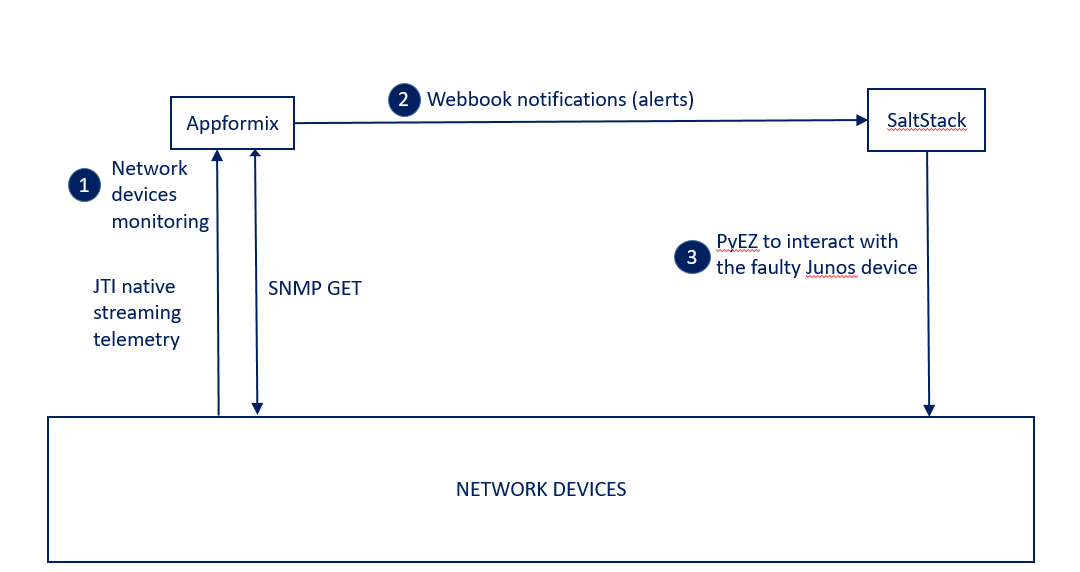 2 Webbook notifications (alerts)
Appformix
SaltStack
1 Network
devices
monitoring
JTI native
streaming
telemetry
SNMP GET
3 PyEZ to interact with
the faulty Junos device
NETWORK DEVICES